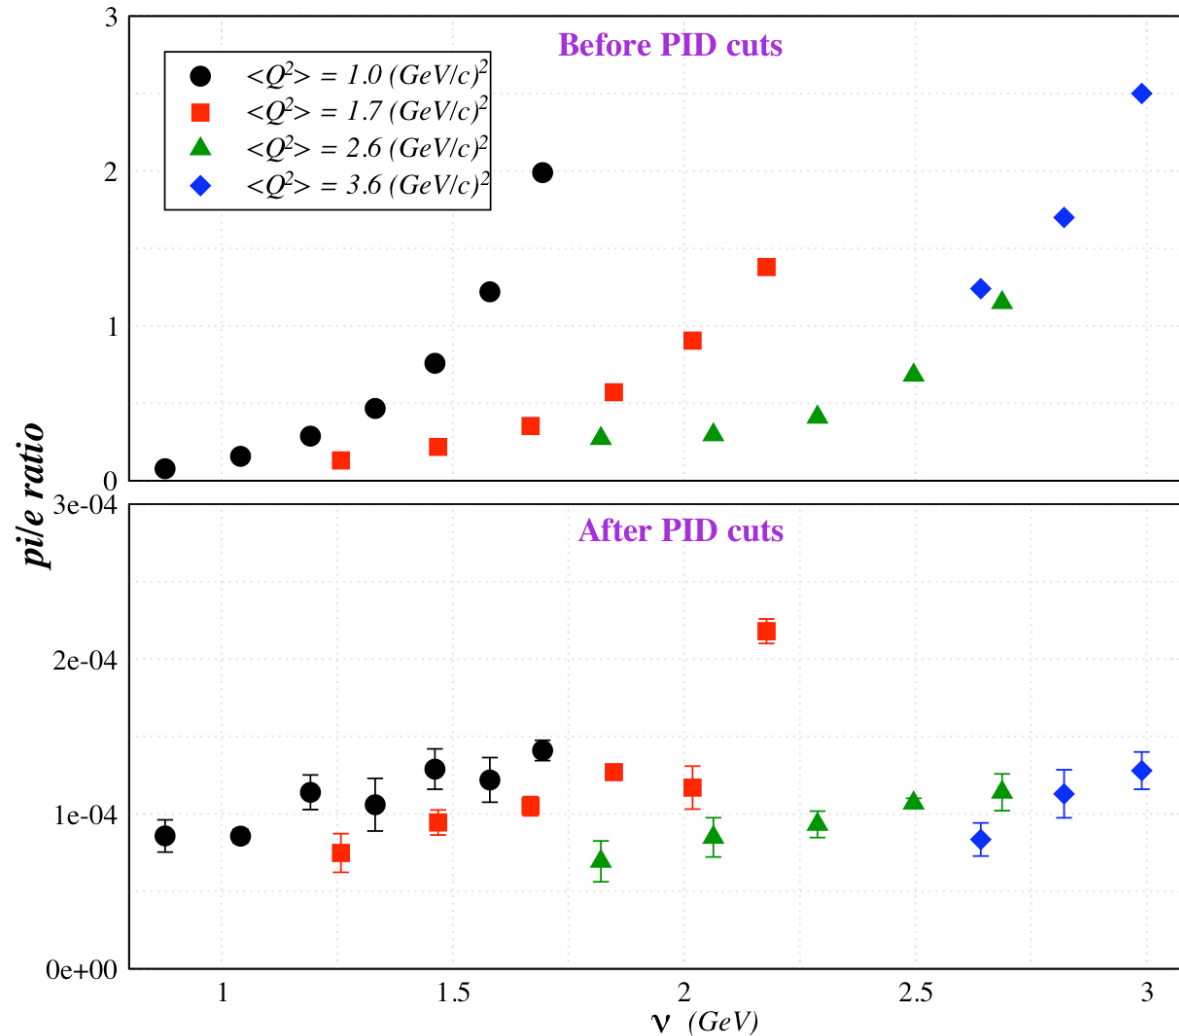 3
Before PID cuts
<Q²> = 1.0 (GeV/c)²
<Q²> = 1.7 (GeV/c)²
<Q²> = 2.6 (GeV/c)²
<Q²> = 3.6 (GeV/c)²
2
1
0
pi/e ratio
3e-04
After PID cuts
2e-04
1e-04
0e+00
1 1.5 2 2.5 3
ν (GeV)